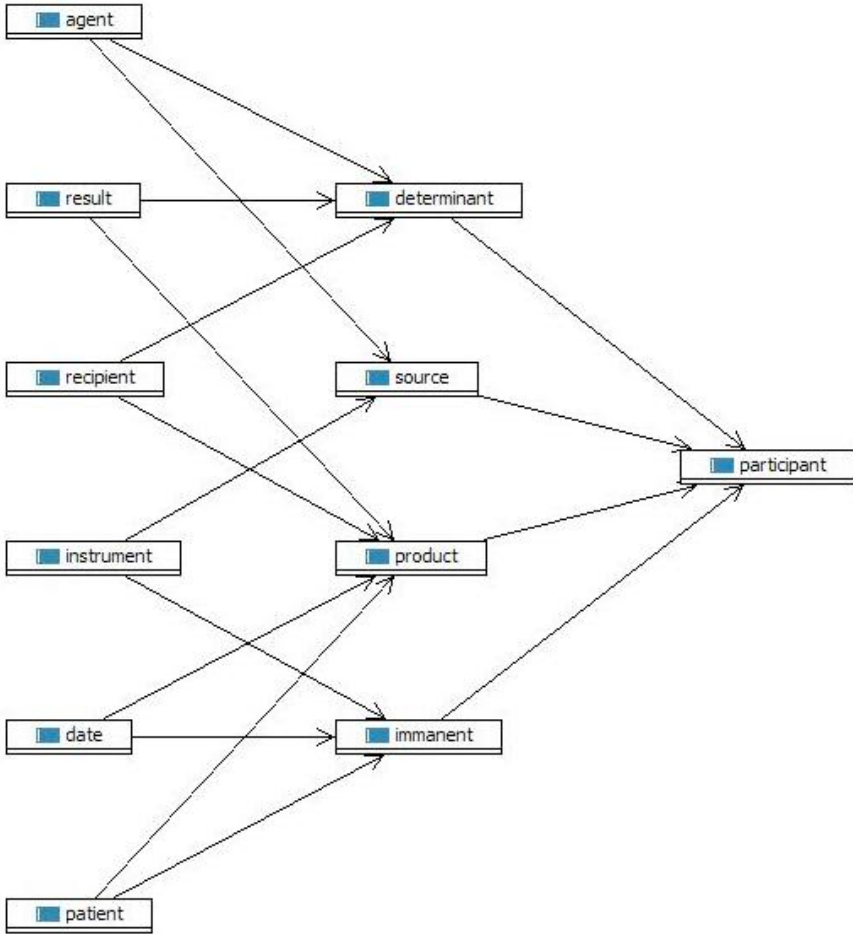 agent
result
determinant
recipient
source
participant
instrument
product
date
immanent
patient